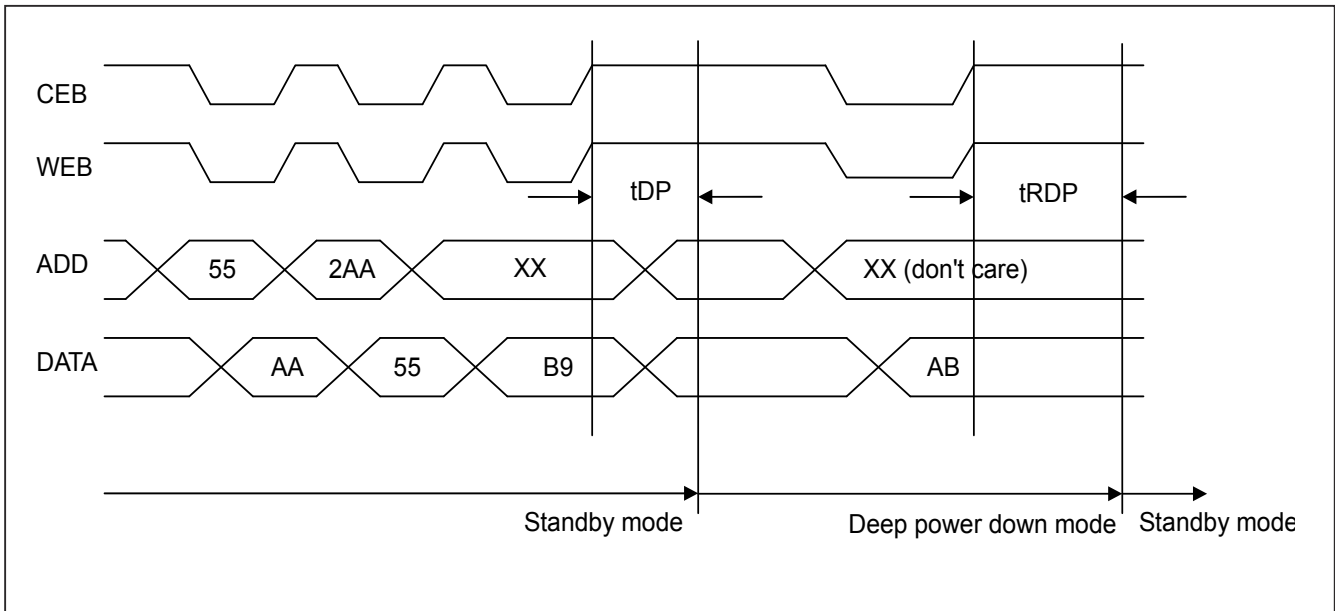 CEB
WEB
tDP
tRDP
ADD
55
2AA
XX
XX (don't care)
DATA
AA
55
B9
AB
Standby mode
Deep power down mode
Standby mode